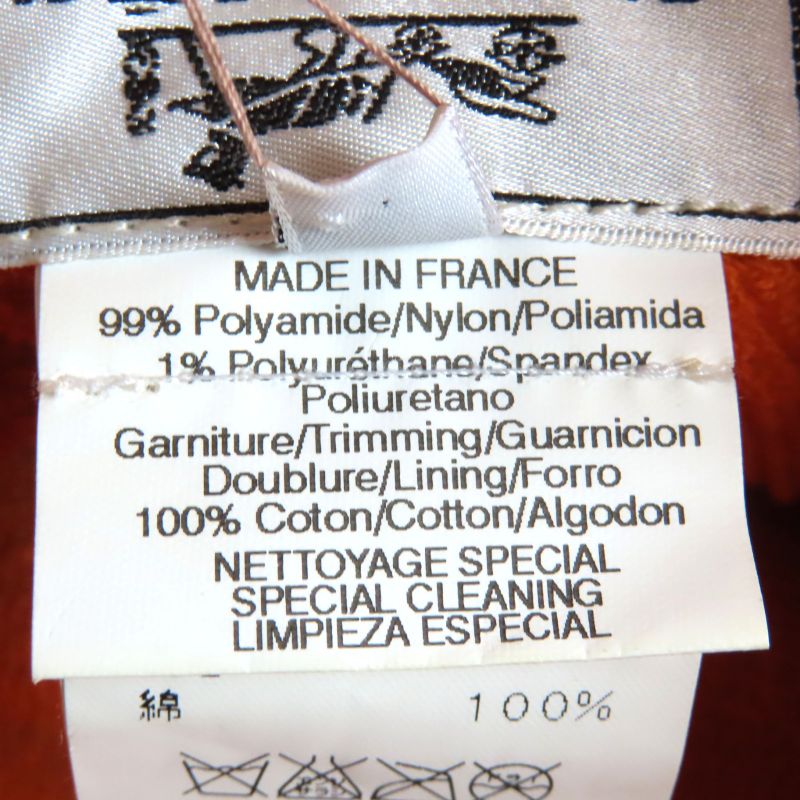 MADE IN FRANCE
99% Polyamide/Nylon/Poliamida
1% Polyuréthane/Spandex
Poliuretano
Garniture/Trimming/Guarnicion
Doublure/Lining/Forro
100% Coton/Cotton/Algodon
NETTOYAGE SPECIAL
SPECIAL CLEANING
LIMPIEZA ESPECIAL
綿 100%